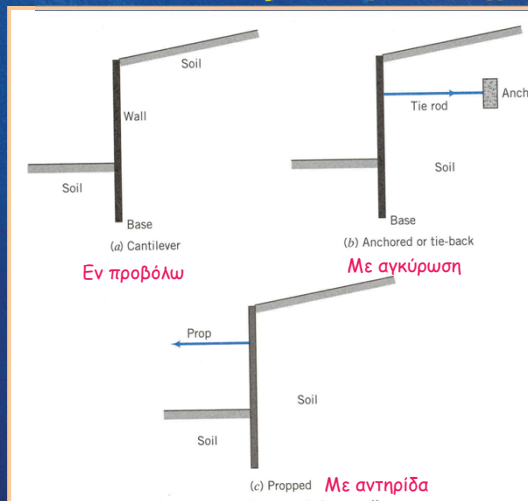 Soil
Wall
Soil
Base
(a) Cantilever
Εν προβόλω
Tie rod
Soil
Base
(b) Anchored or tie-back
Με αγκύρωση
Prop
Soil
Soil
(c) Propped Με αντηρίδα